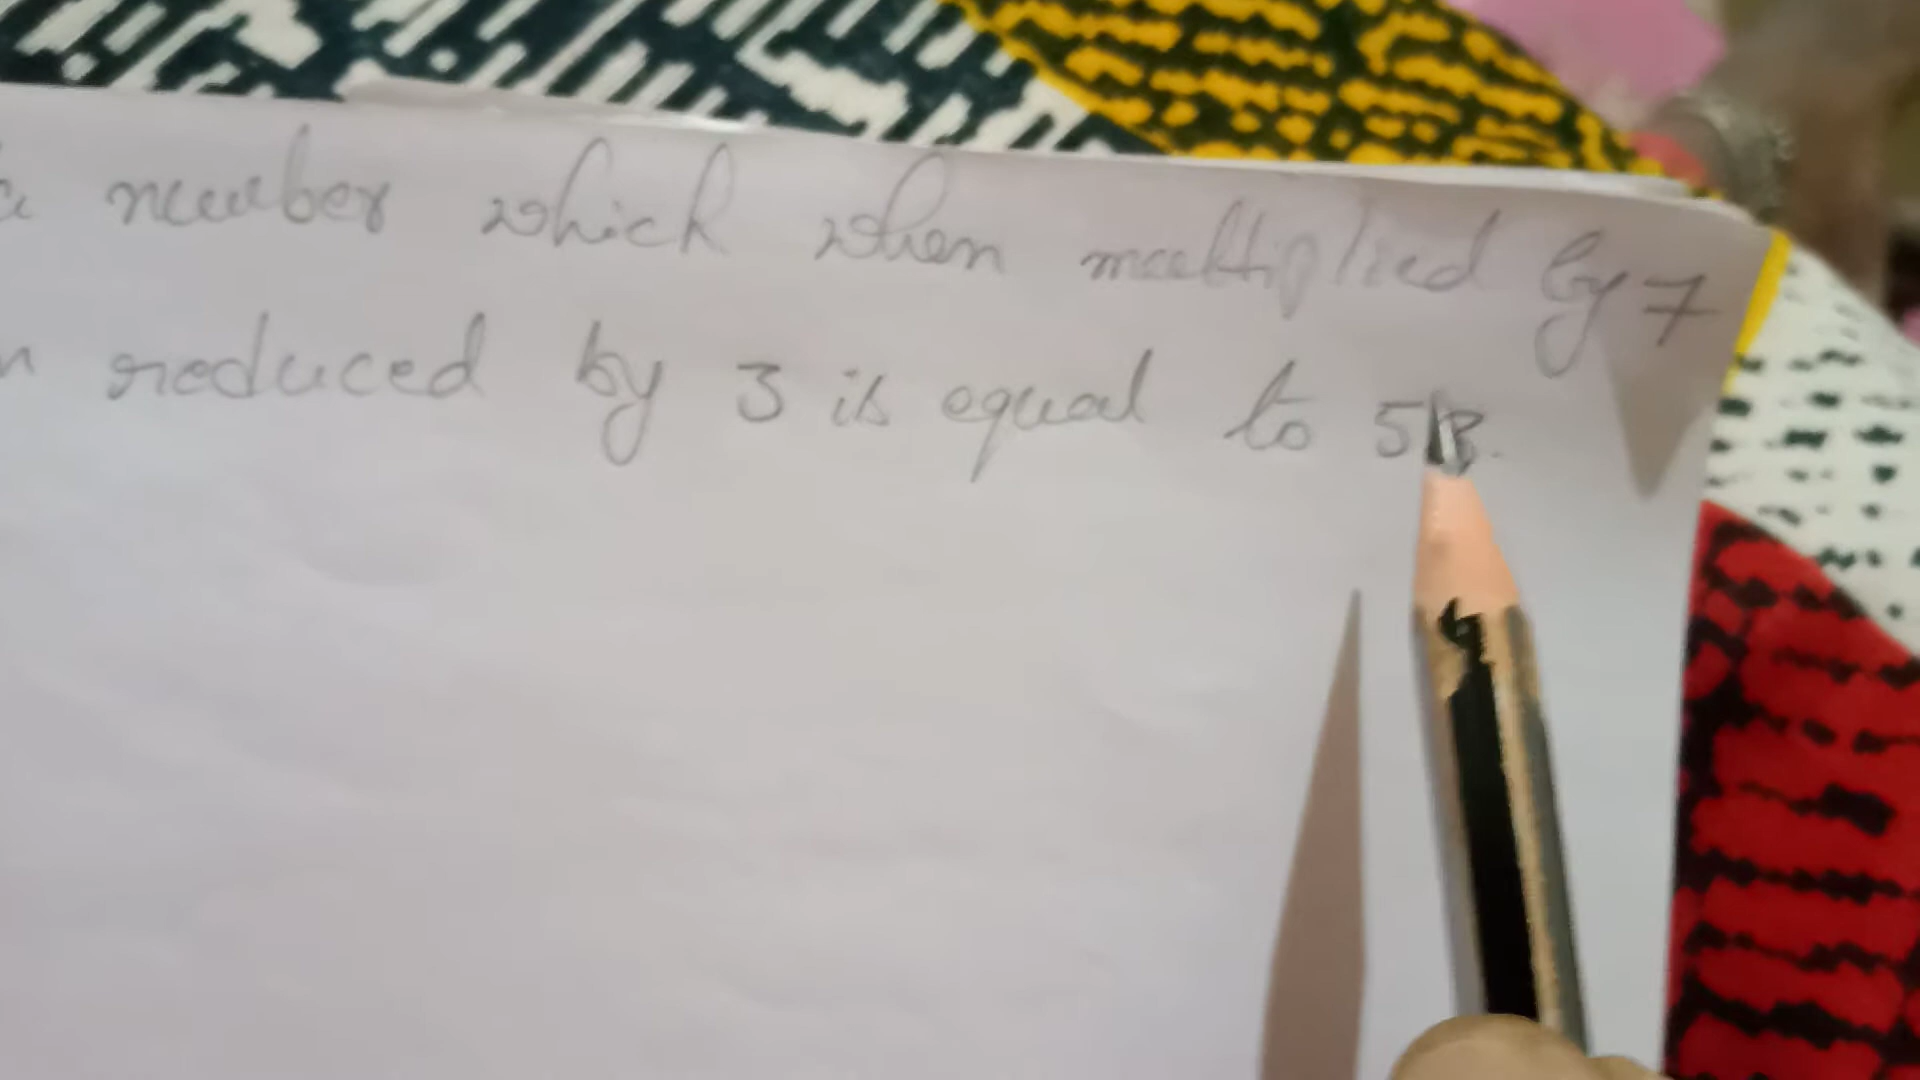 a number which when multiplied by 7
reduced by 3 is equal to